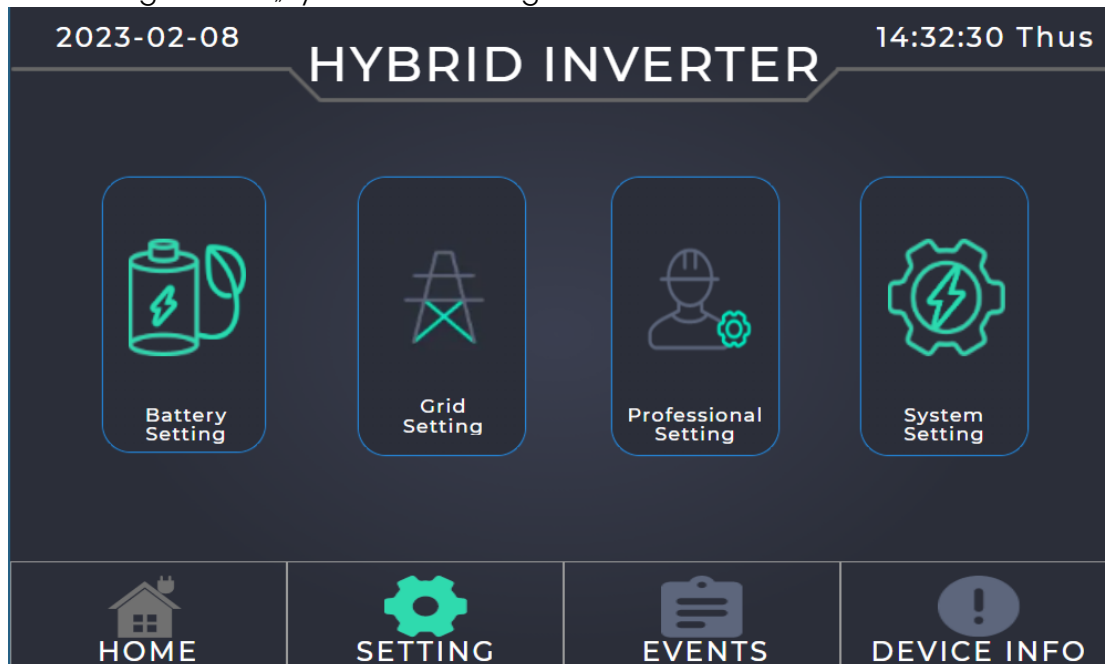 2023-02-08
HYBRID INVERTER
14:32:30 Thus
Battery
Setting
Grid
Setting
Professional
Setting
System
Setting
HOME
SETTING
EVENTS
DEVICE INFO